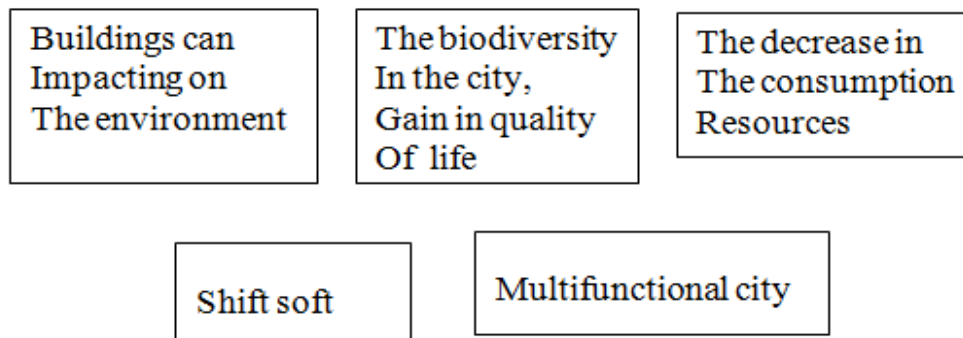 Buildings can
Impacting on
The environment
The biodiversity
In the city,
Gain in quality
Of life
The decrease in
The consumption
Resources
Shift soft
Multifunctional city